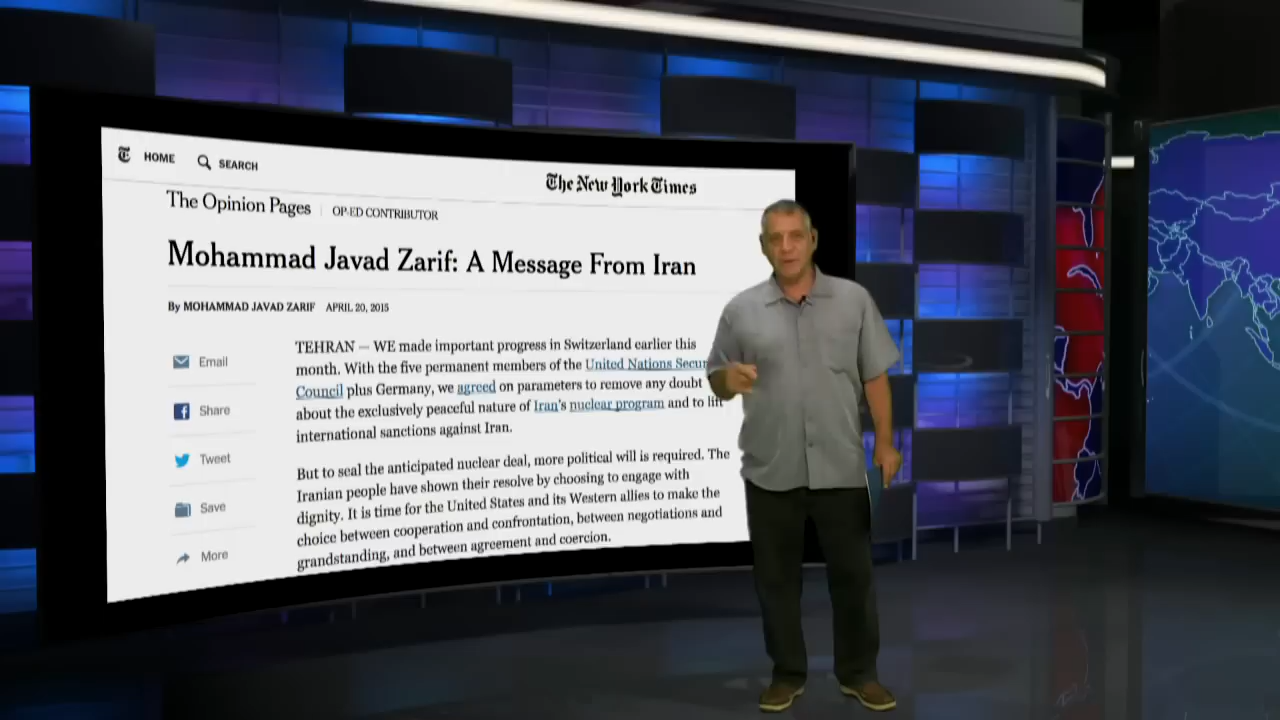 HOME
SEARCH
The New York Times
The Opinion Pages | OP-ED CONTRIBUTOR
Mohammad Javad Zarif: A Message From Iran
By MOHAMMAD JAVAD ZARIF APRIL 20, 2015
Email
Share
Tweet
Save
More
TEHRAN — WE made important progress in Switzerland earlier this
month. With the five permanent members of the United Nations Secur
Council plus Germany, we agreed on parameters to remove any doubt
about the exclusively peaceful nature of Iran's nuclear program and to lift
international sanctions against Iran.
But to seal the anticipated nuclear deal, more political will is required. The
Iranian people have shown their resolve by choosing to engage with
dignity. It is time for the United States and its Western allies to make the
choice between cooperation and confrontation, between negotiations and
grandstanding, and between agreement and coercion.